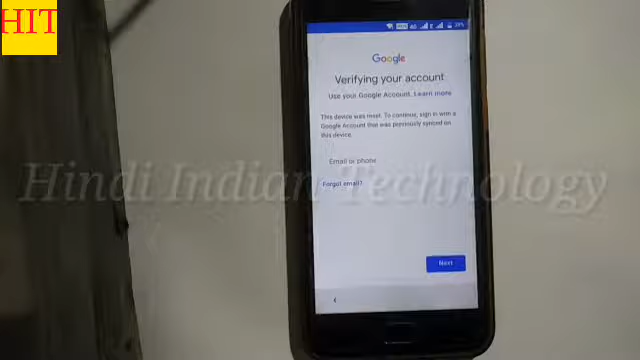 HIT
Google
Verifying your account
Use your Google Account. Learn more
This device was reset. To continue, sign in with a
Google Account that was previously synced on
this device.
Email or phone
Hindi Indian Technology
Forgot email?
Next